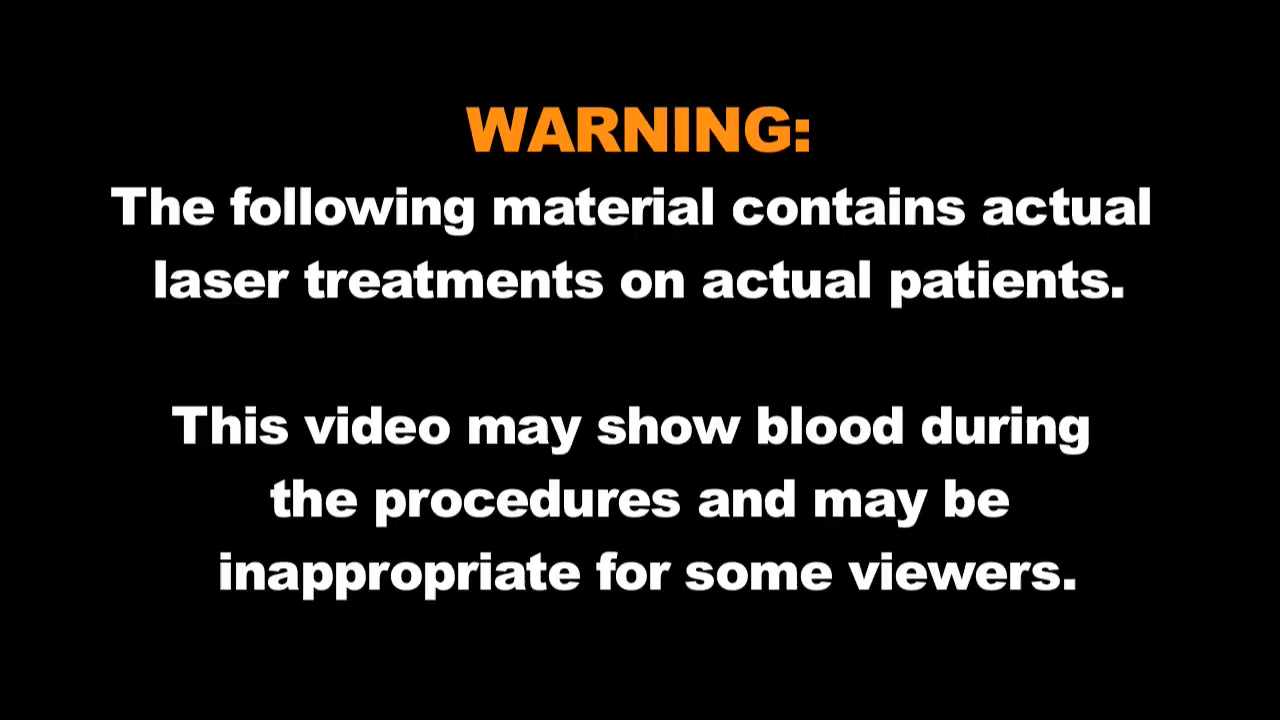 WARNING:
The following material contains actual
laser treatments on actual patients.
This video may show blood during
the procedures and may be
inappropriate for some viewers.